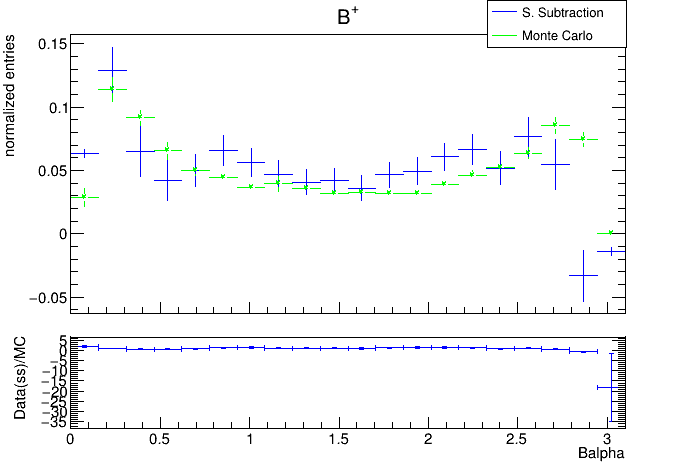 B+
S. Subtraction
Monte Carlo
normalized entries
0.15
0.1
0.05
0
−0.05
Data(ss)/MC
5
0
−5
−10
−15
−20
−25
−30
−35
0 0.5 1 1.5 2 2.5 3
Balpha